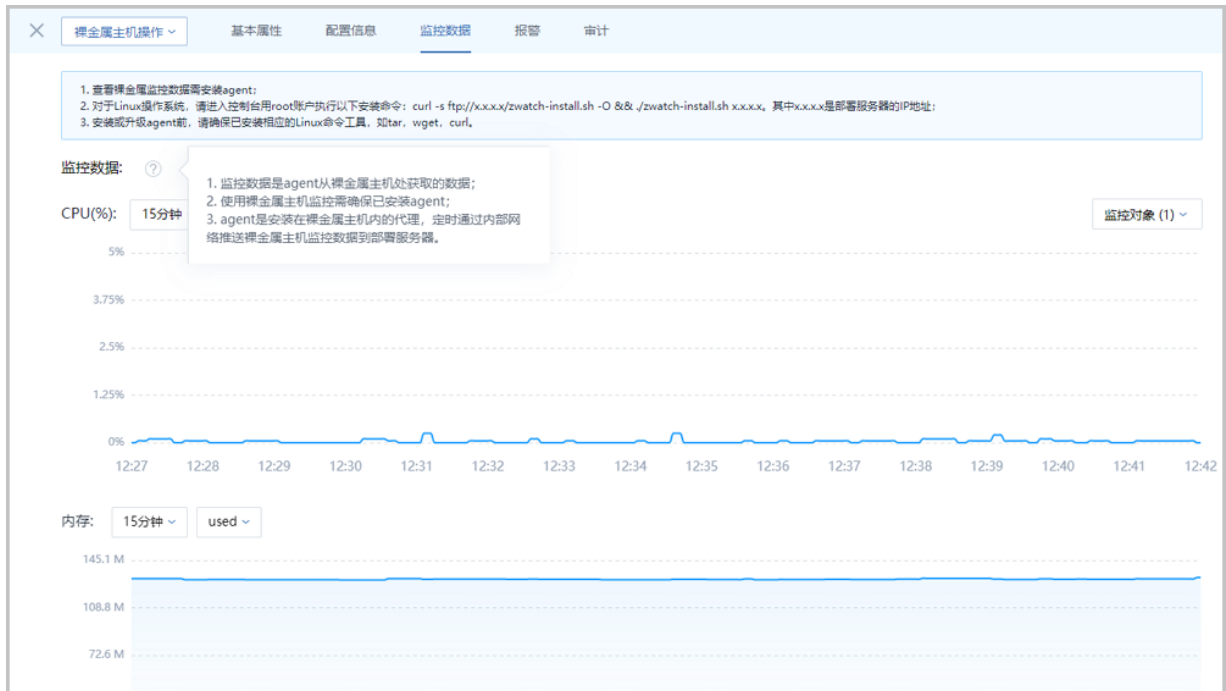 裸金属主机操作 基本属性 配置信息 监控数据 报警 审计
1. 查看裸金属监控数据需安装agent;
2. 对于Linux操作系统，请进入控制台用root账户执行以下安装命令：curl -s ftp://x.x.x.x/zwatch-install.sh -O && ./zwatch-install.sh x.x.x.x。其中x.x.x.x是部署服务器的IP地址;
3. 安装或升级agent前，请确保已安装相应的Linux命令工具，如tar，wget，curl。
监控数据: ?
1. 监控数据是agent从裸金属主机处获取的数据;
2. 使用裸金属主机监控需确保已安装agent;
3. agent是安装在裸金属主机内的代理，定时通过内部网
络推送裸金属主机监控数据到部署服务器。
CPU(%): 15分钟 监控对象 (1)
5%
3.75%
2.5%
1.25%
0%
12:27 12:28 12:29 12:30 12:31 12:32 12:33 12:34 12:35 12:36 12:37 12:38 12:39 12:40 12:41 12:42
内存: 15分钟 used
145.1 M
108.8 M
72.6 M